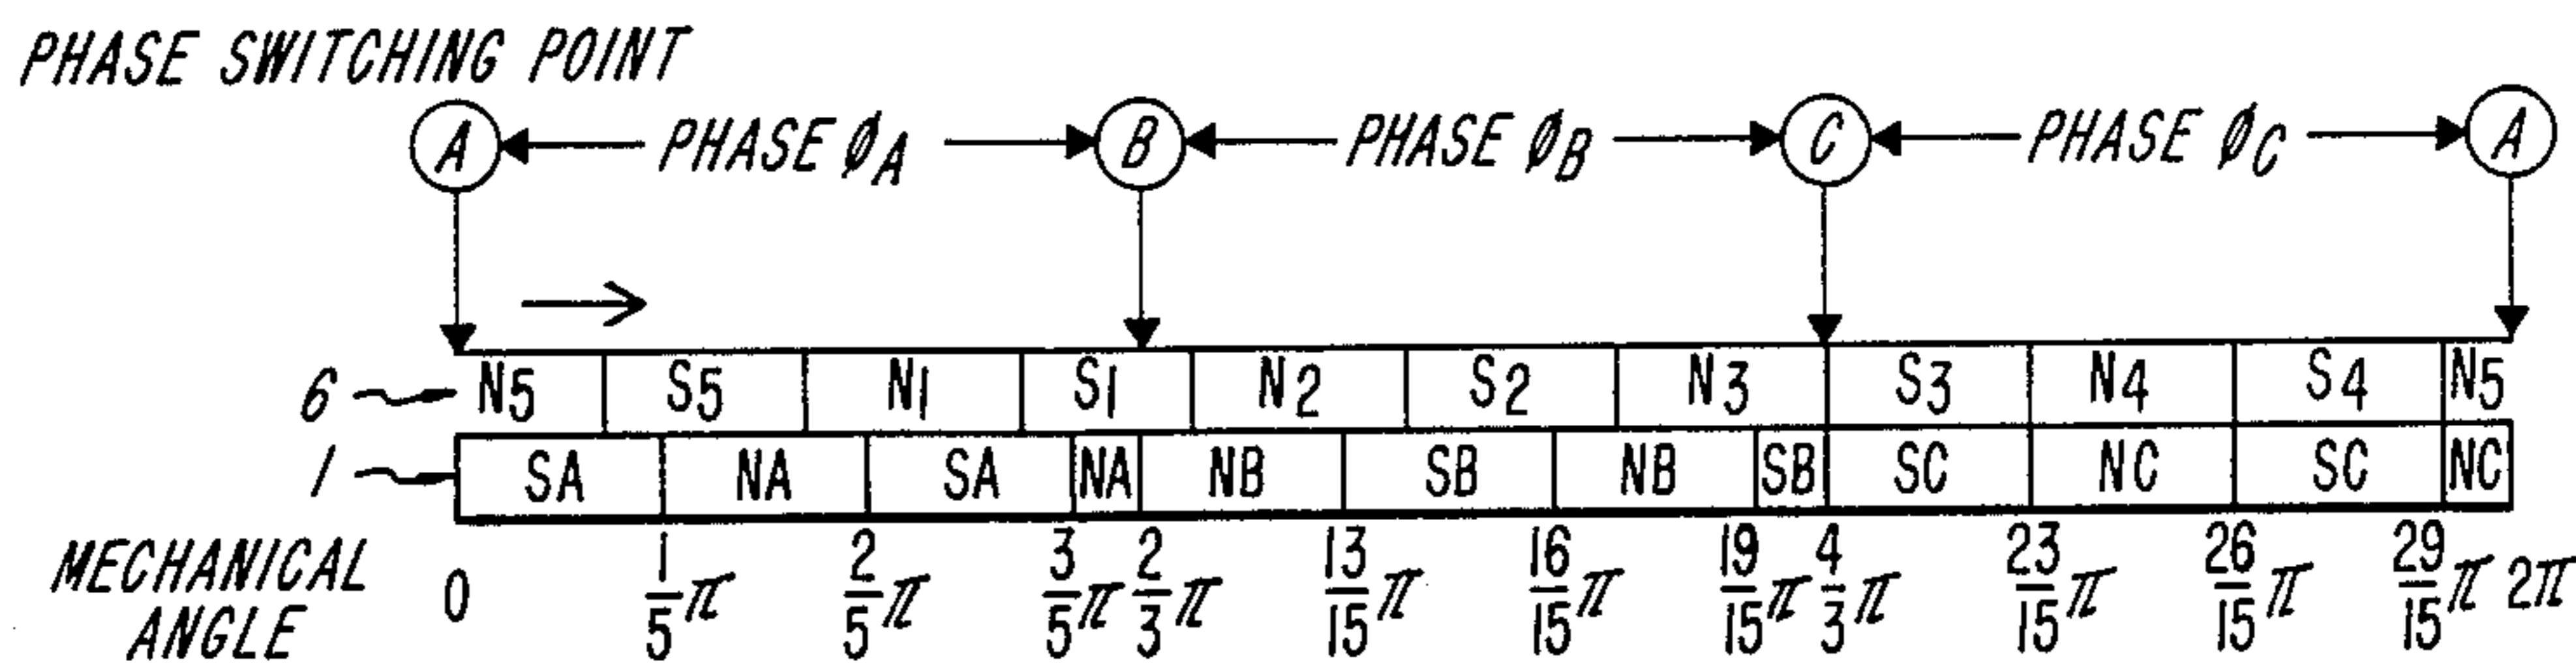 PHASE SWITCHING POINT
A PHASE ØA B PHASE ØB C PHASE ØC A
6 N5 S5 N1 S1 N2 S2 N3 S3 N4 S4 N5
1 SA NA SA NA NB SB NB SB SC NC SC NC
MECHANICAL ANGLE 0 1/5π 2/5π 3/5π 2/3π 13/15π 16/15π 19/15π 4/3π 23/15π 26/15π 29/15π 2π